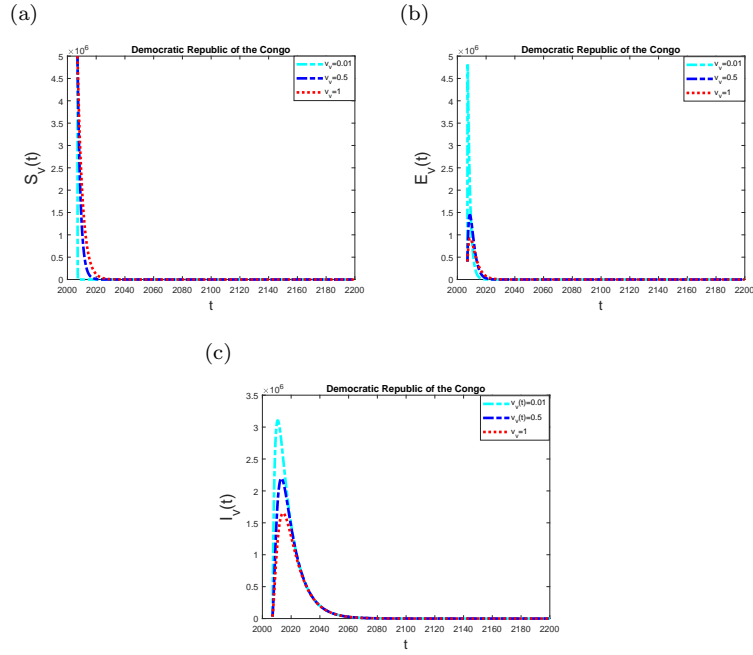 (a)
Democratic Republic of the Congo
×10^6
5
4.5
4
3.5
3
2.5
2
1.5
1
0.5
0
S_v(t)
2000 2020 2040 2060 2080 2100 2120 2140 2160 2180 2200
t
v_v=0.01
v_v=0.5
v_v=1
(b)
Democratic Republic of the Congo
×10^6
5
4.5
4
3.5
3
2.5
2
1.5
1
0.5
0
E_v(t)
2000 2020 2040 2060 2080 2100 2120 2140 2160 2180 2200
t
v_v=0.01
v_v=0.5
v_v=1
(c)
Democratic Republic of the Congo
×10^6
3.5
3
2.5
2
1.5
1
0.5
0
I_v(t)
2000 2020 2040 2060 2080 2100 2120 2140 2160 2180 2200
t
v_v(t)=0.01
v_v(t)=0.5
v_v=1